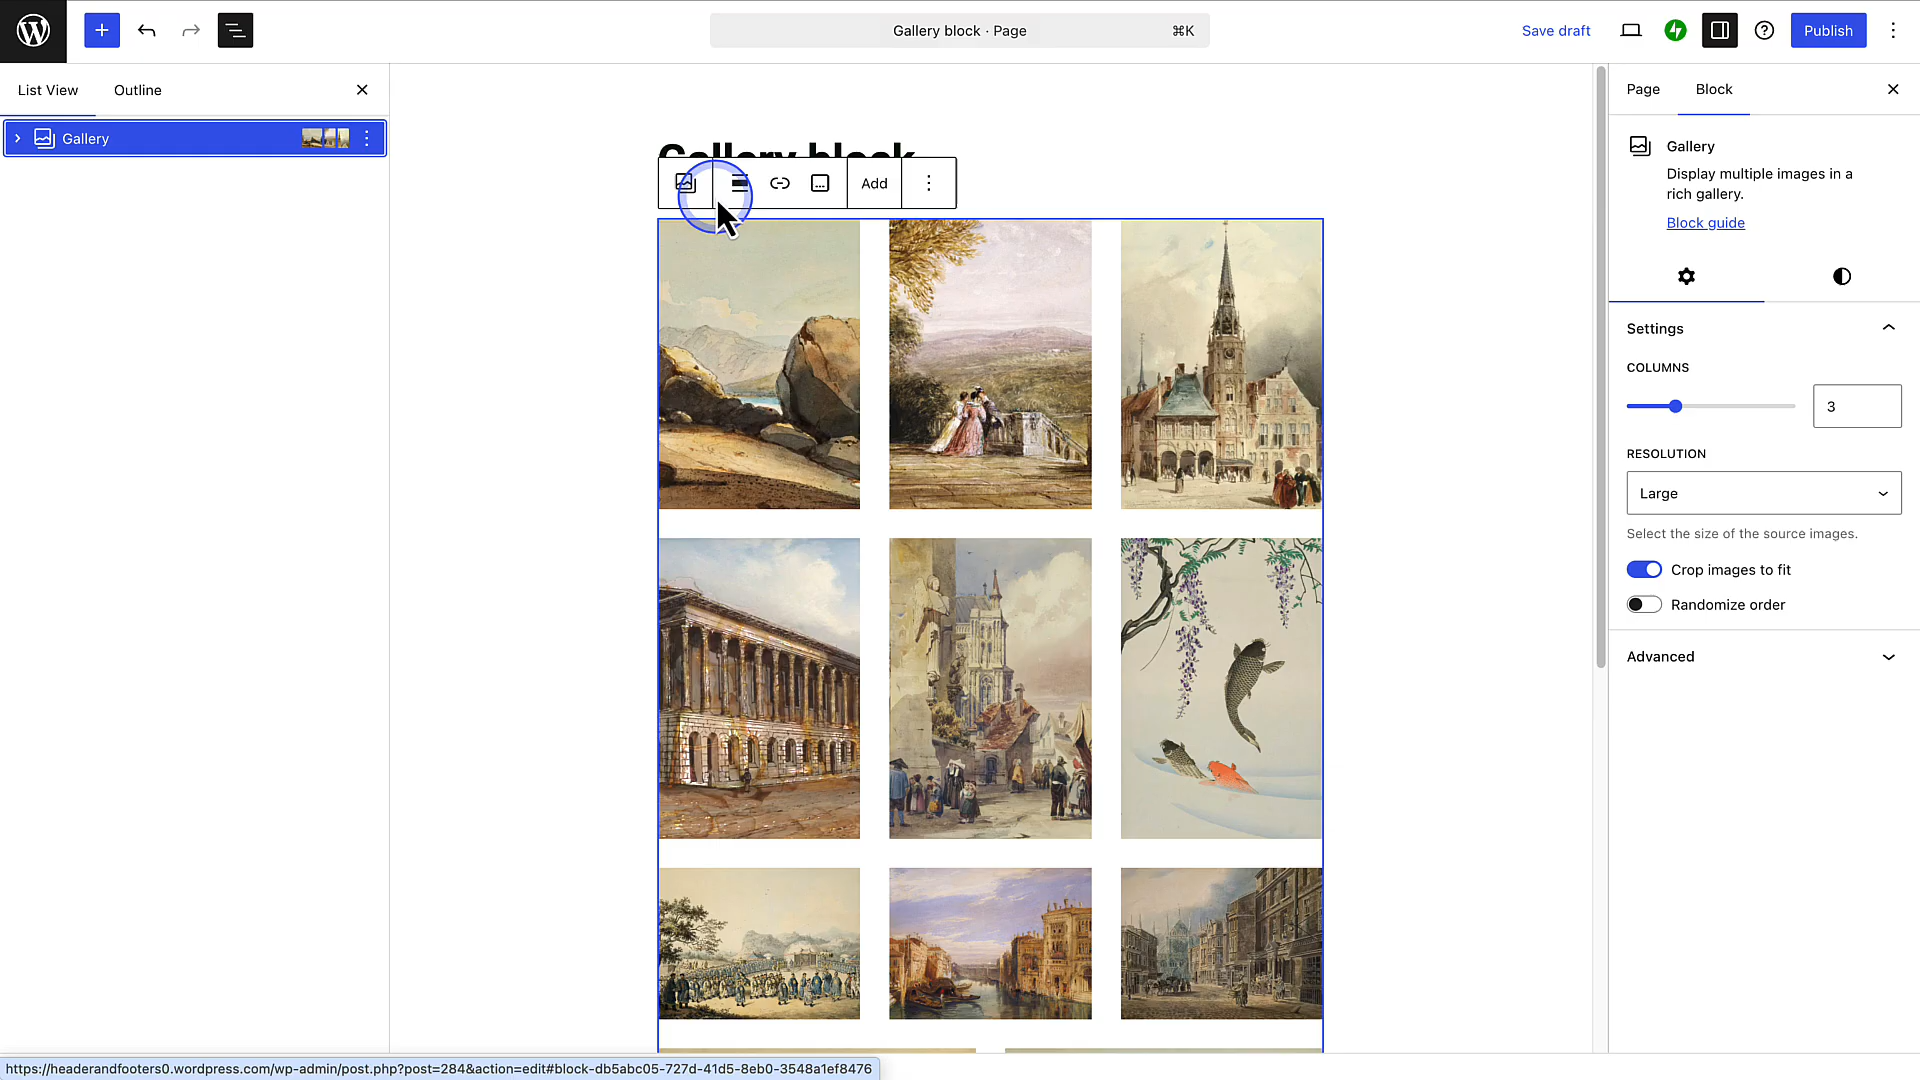 Gallery block · Page
⌘K
Save draft
Publish
List View
Outline
Gallery
Gallery block
Add
Page
Block
Gallery
Display multiple images in a
rich gallery.
Block guide
Settings
COLUMNS
3
RESOLUTION
Large
Select the size of the source images.
Crop images to fit
Randomize order
Advanced
https://headerandfooters0.wordpress.com/wp-admin/post.php?post=284&action=edit#block-db5abc05-727d-41d5-8eb0-3548a1ef8476